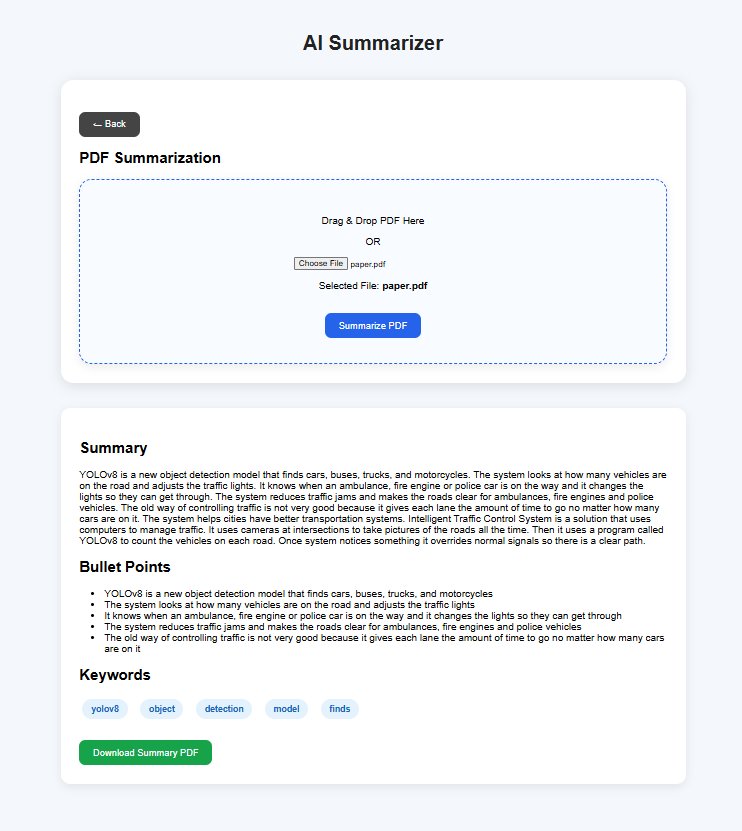 AI Summarizer
← Back
PDF Summarization
Drag & Drop PDF Here
OR
Choose File paper.pdf
Selected File: paper.pdf
Summarize PDF
Summary
YOLOv8 is a new object detection model that finds cars, buses, trucks, and motorcycles. The system looks at how many vehicles are
on the road and adjusts the traffic lights. It knows when an ambulance, fire engine or police car is on the way and it changes the
lights so they can get through. The system reduces traffic jams and makes the roads clear for ambulances, fire engines and police
vehicles. The old way of controlling traffic is not very good because it gives each lane the amount of time to go no matter how many
cars are on it. The system helps cities have better transportation systems. Intelligent Traffic Control System is a solution that uses
computers to manage traffic. It uses cameras at intersections to take pictures of the roads all the time. Then it uses a program called
YOLOv8 to count the vehicles on each road. Once system notices something it overrides normal signals so there is a clear path.
Bullet Points
• YOLOv8 is a new object detection model that finds cars, buses, trucks, and motorcycles
• The system looks at how many vehicles are on the road and adjusts the traffic lights
• It knows when an ambulance, fire engine or police car is on the way and it changes the lights so they can get through
• The system reduces traffic jams and makes the roads clear for ambulances, fire engines and police vehicles
• The old way of controlling traffic is not very good because it gives each lane the amount of time to go no matter how many cars
are on it
Keywords
yolov8 object detection model finds
Download Summary PDF